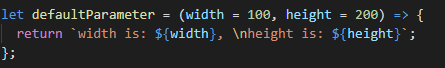 let defaultParameter = (width = 100, height = 200) => {
  return `width is: ${width}, \nheight is: ${height}`;
};